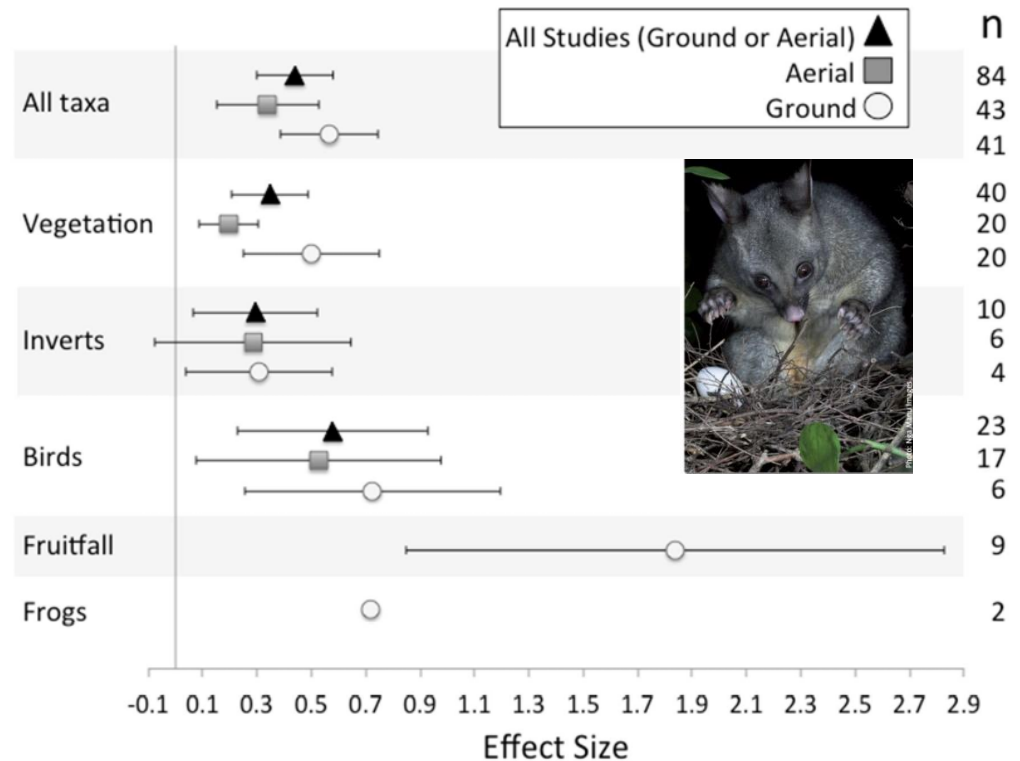 n
All Studies (Ground or Aerial)
Aerial
Ground
All taxa
84
43
41
Vegetation
40
20
20
Inverts
10
6
4
Birds
23
17
6
Fruitfall
9
Frogs
2
-0.1 0.1 0.3 0.5 0.7 0.9 1.1 1.3 1.5 1.7 1.9 2.1 2.3 2.5 2.7 2.9
Effect Size